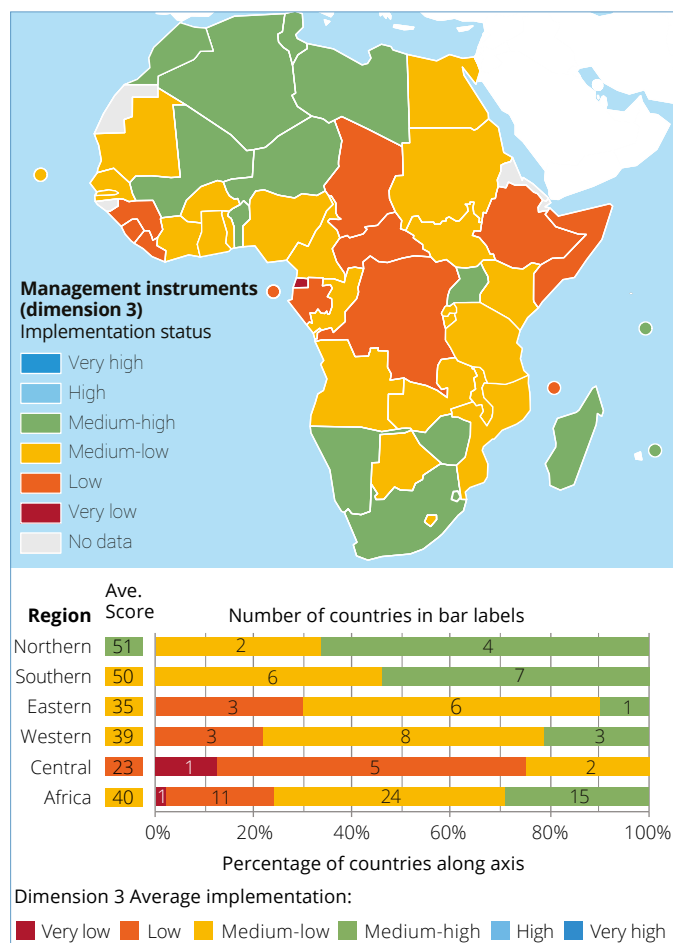 Management instruments
(dimension 3)
Implementation status
Very high
High
Medium-high
Medium-low
Low
Very low
No data
Ave.
Region Score Number of countries in bar labels
Northern 51 2 4
Southern 50 6 7
Eastern 35 3 6 1
Western 39 3 8 3
Central 23 1 5 2
Africa 40 1 11 24 15
0% 20% 40% 60% 80% 100%
Percentage of countries along axis
Dimension 3 Average implementation:
Very low Low Medium-low Medium-high High Very high